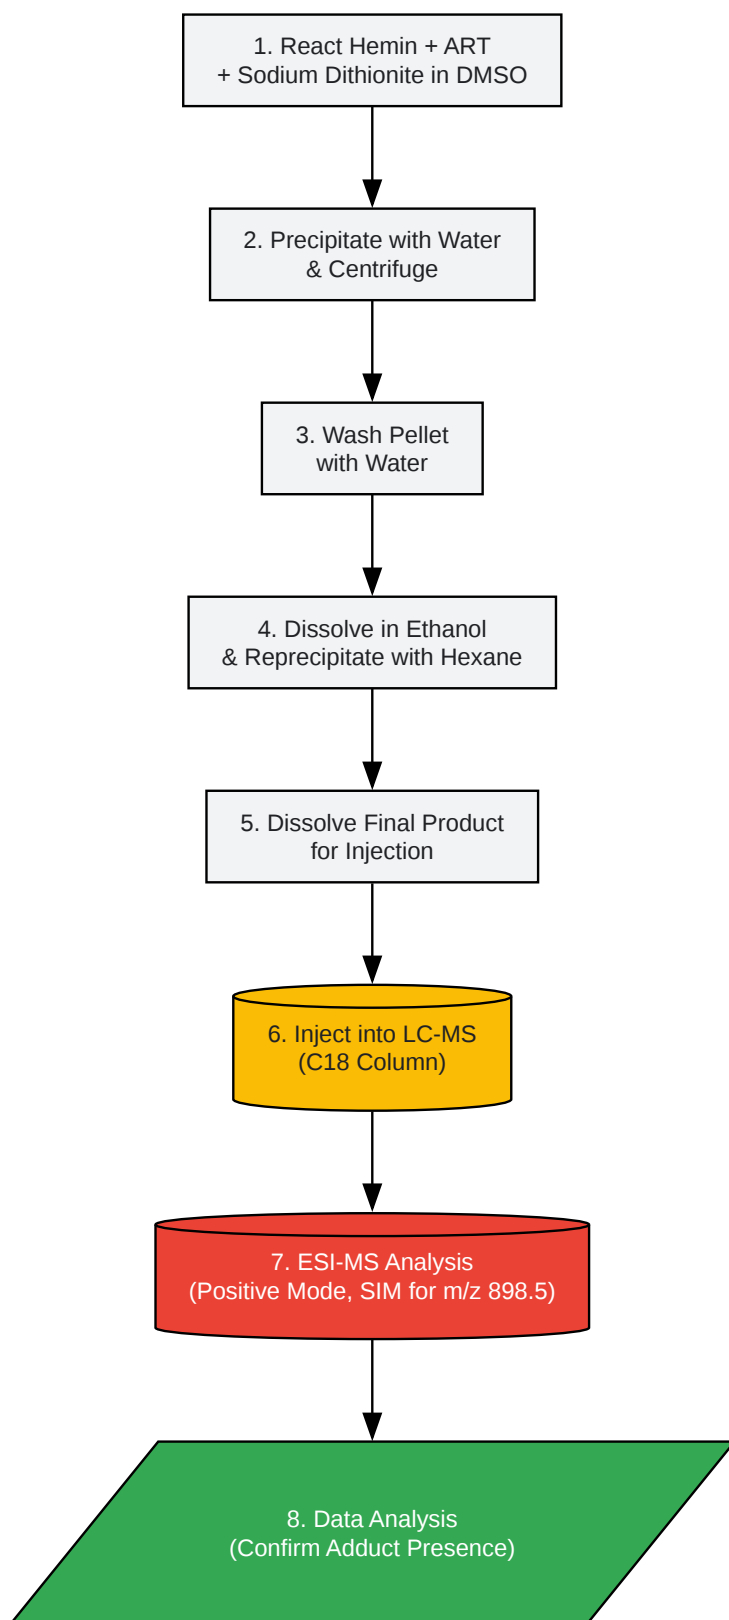 1. React Hemin + ART
+ Sodium Dithionite in DMSO
2. Precipitate with Water
& Centrifuge
3. Wash Pellet
with Water
4. Dissolve in Ethanol
& Reprecipitate with Hexane
5. Dissolve Final Product
for Injection
6. Inject into LC-MS
(C18 Column)
7. ESI-MS Analysis
(Positive Mode, SIM for m/z 898.5)
8. Data Analysis
(Confirm Adduct Presence)